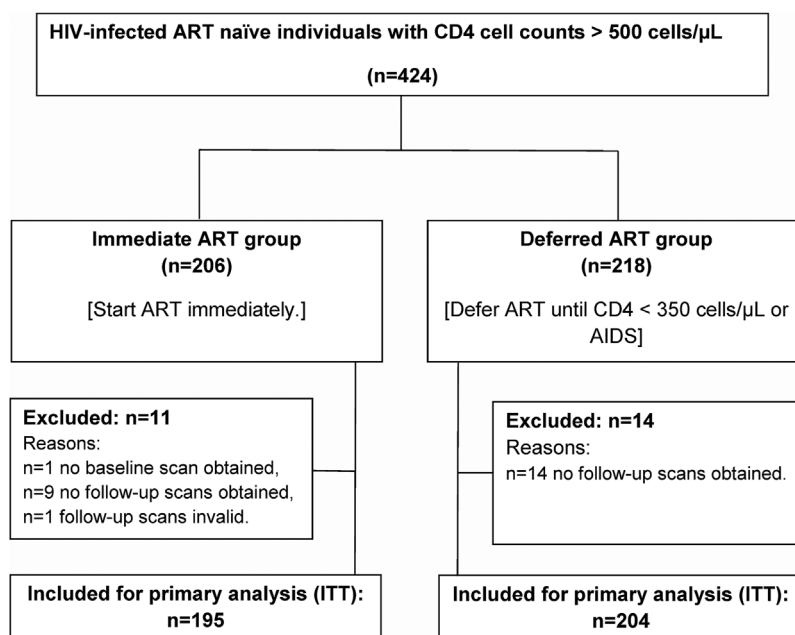 HIV-infected ART naïve individuals with CD4 cell counts > 500 cells/µL
(n=424)
Immediate ART group
(n=206)
[Start ART immediately.]
Deferred ART group
(n=218)
[Defer ART until CD4 < 350 cells/µL or
AIDS]
Excluded: n=11
Reasons:
n=1 no baseline scan obtained,
n=9 no follow-up scans obtained,
n=1 follow-up scans invalid.
Excluded: n=14
Reasons:
n=14 no follow-up scans obtained.
Included for primary analysis (ITT):
n=195
Included for primary analysis (ITT):
n=204